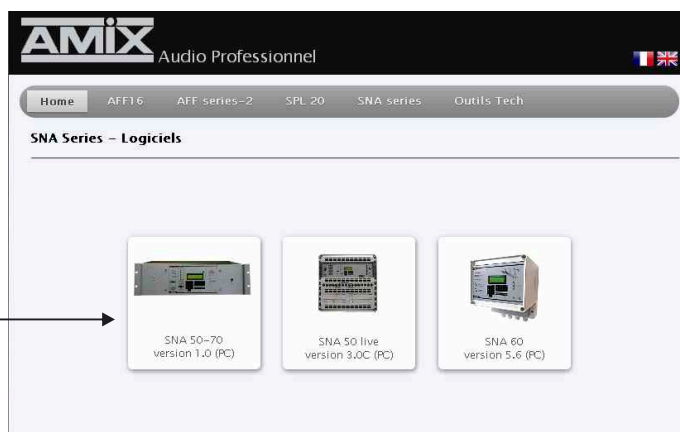 AMIX Audio Professionnel
Home AFF16 AFF series-2 SPL 20 SNA series Outils Tech
SNA Series - Logiciels
SNA 50-70
version 1.0 (PC)
SNA 50 live
version 3.0C (PC)
SNA 60
version 5.6 (PC)